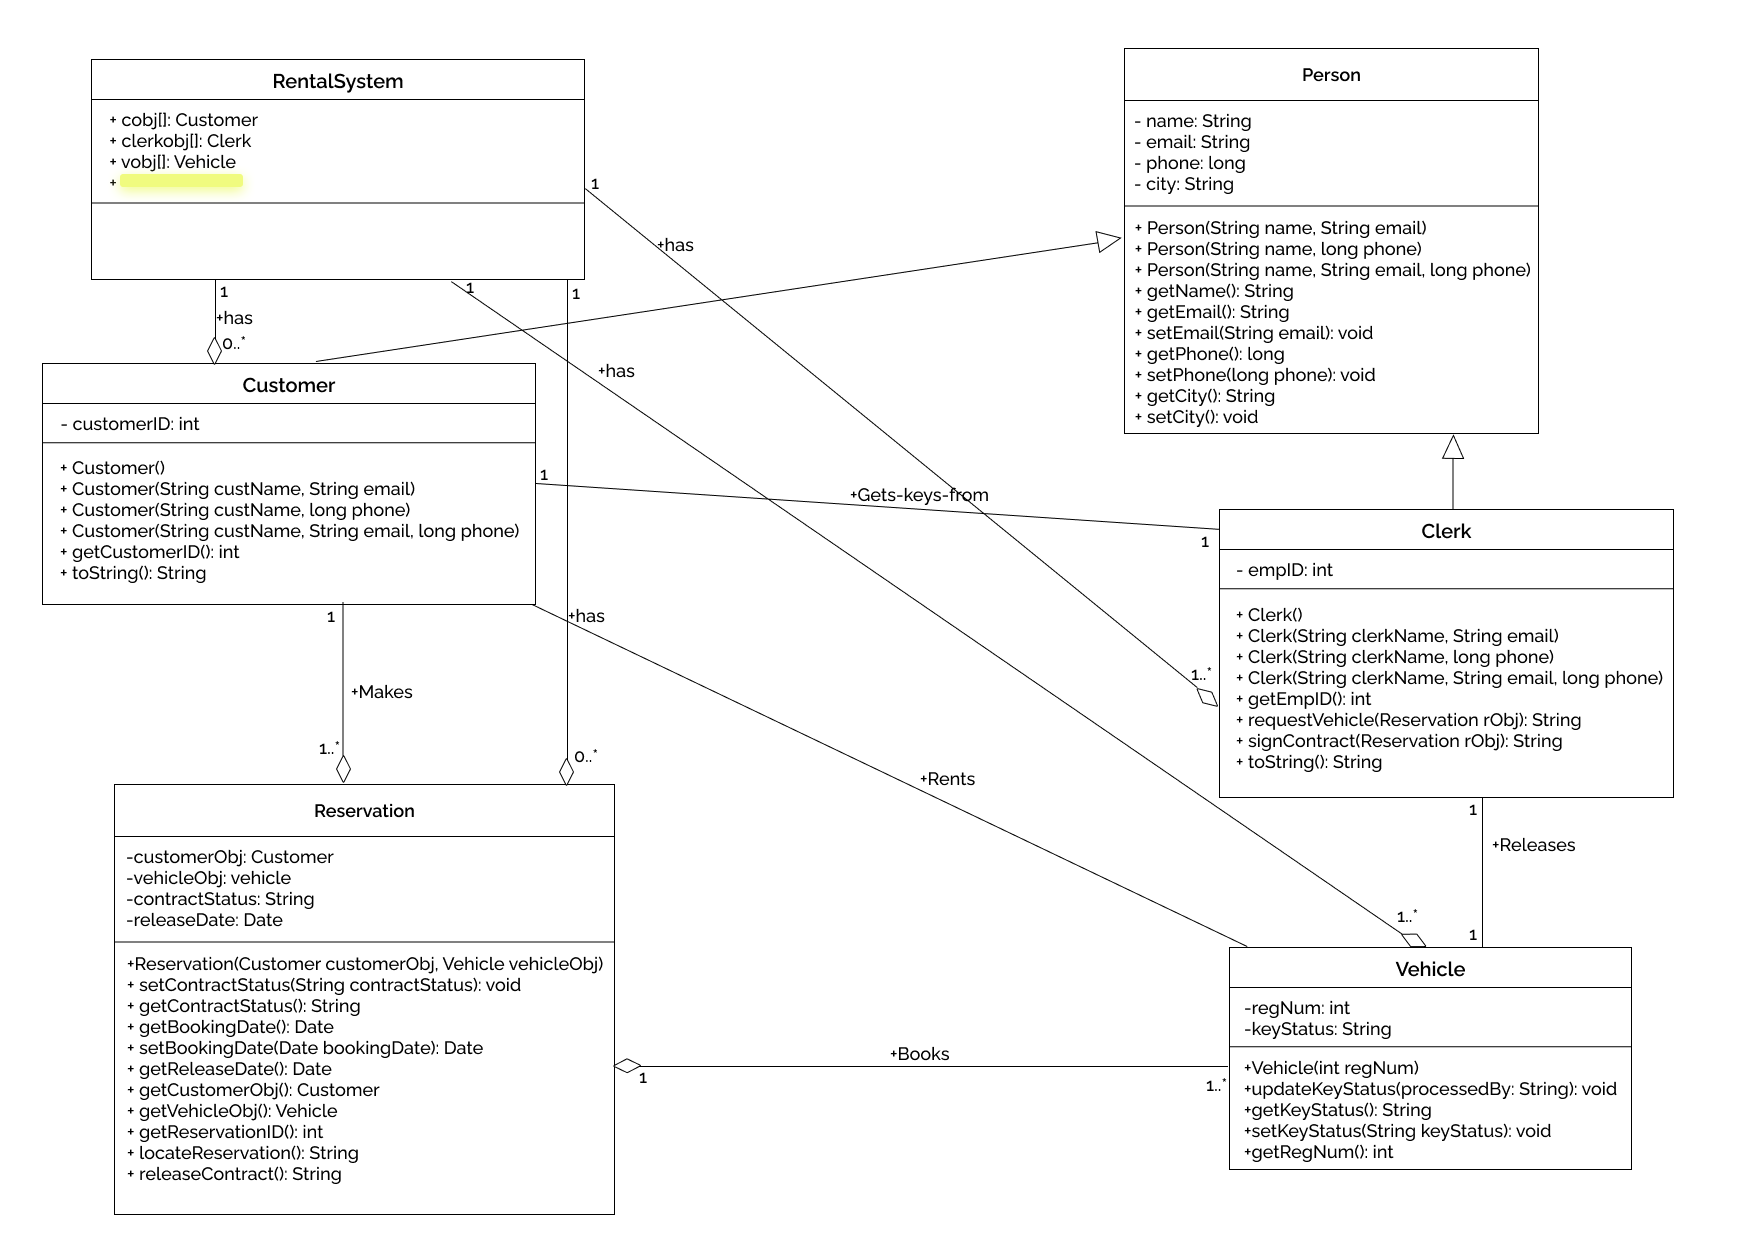 RentalSystem
+ cobj[]: Customer
+ clerkobj[]: Clerk
+ vobj[]: Vehicle
+
1
+has
0..*
1
1
1
+has
+has
+has
Person
- name: String
- email: String
- phone: long
- city: String
+ Person(String name, String email)
+ Person(String name, long phone)
+ Person(String name, String email, long phone)
+ getName(): String
+ getEmail(): String
+ setEmail(String email): void
+ getPhone(): long
+ setPhone(long phone): void
+ getCity(): String
+ setCity(): void
Customer
- customerID: int
+ Customer()
+ Customer(String custName, String email)
+ Customer(String custName, long phone)
+ Customer(String custName, String email, long phone)
+ getCustomerID(): int
+ toString(): String
1
+Gets-keys-from
1
Clerk
- empID: int
+ Clerk()
+ Clerk(String clerkName, String email)
+ Clerk(String clerkName, long phone)
+ Clerk(String clerkName, String email, long phone)
+ getEmpID(): int
+ requestVehicle(Reservation rObj): String
+ signContract(Reservation rObj): String
+ toString(): String
1..*
1
+Makes
1..*
0..*
+Rents
1
+Releases
1
1..*
Reservation
-customerObj: Customer
-vehicleObj: vehicle
-contractStatus: String
-releaseDate: Date
+Reservation(Customer customerObj, Vehicle vehicleObj)
+ setContractStatus(String contractStatus): void
+ getContractStatus(): String
+ getBookingDate(): Date
+ setBookingDate(Date bookingDate): Date
+ getReleaseDate(): Date
+ getCustomerObj(): Customer
+ getVehicleObj(): Vehicle
+ getReservationID(): int
+ locateReservation(): String
+ releaseContract(): String
1
+Books
1..*
Vehicle
-regNum: int
-keyStatus: String
+Vehicle(int regNum)
+updateKeyStatus(processedBy: String): void
+getKeyStatus(): String
+setKeyStatus(String keyStatus): void
+getRegNum(): int